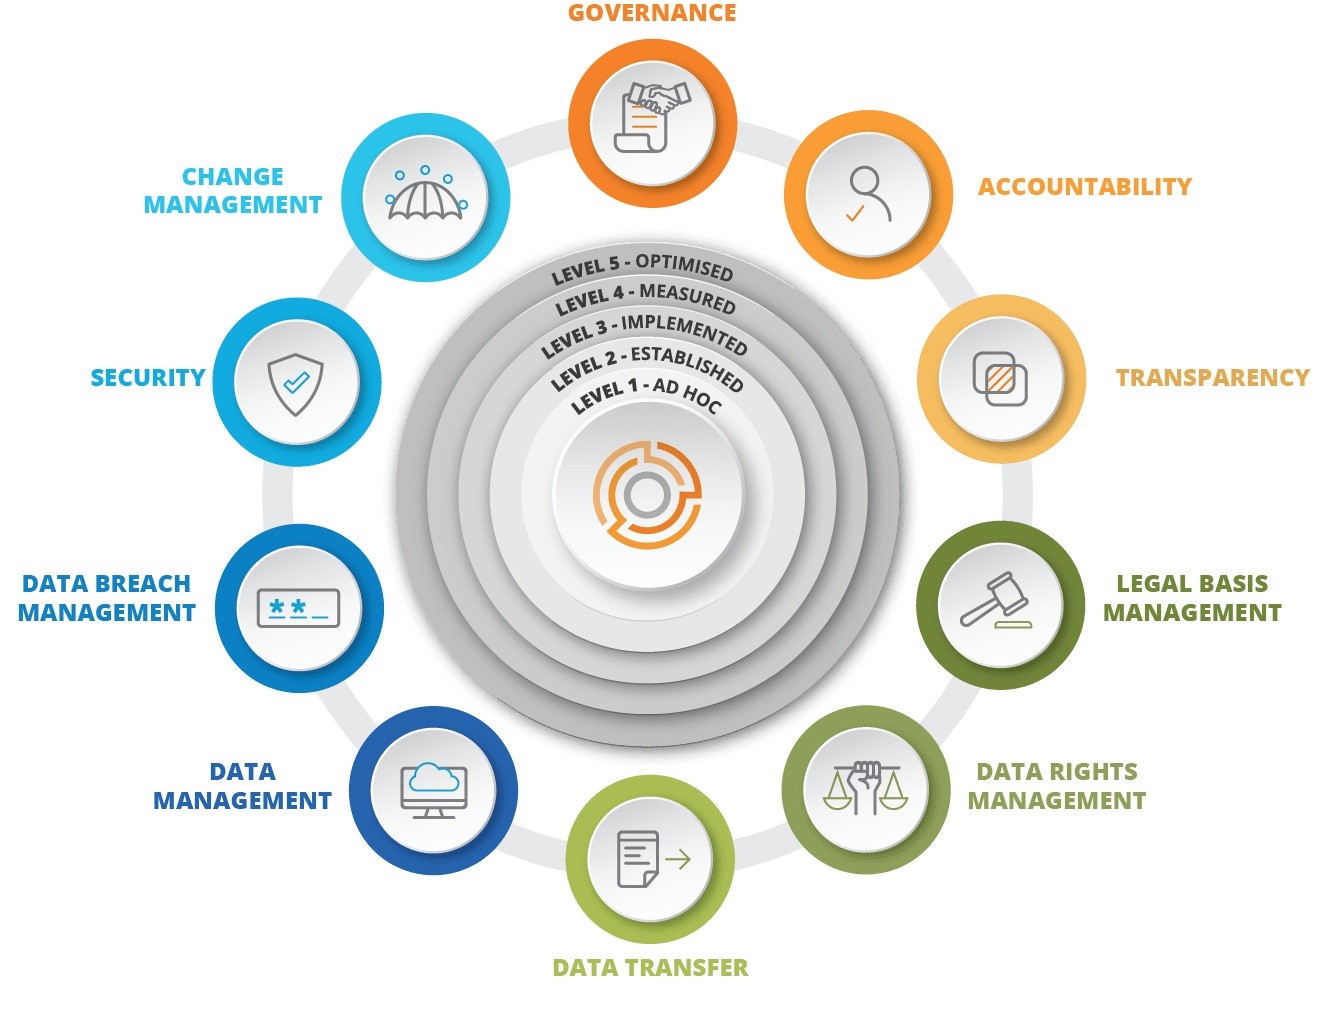 GOVERNANCE
ACCOUNTABILITY
TRANSPARENCY
LEGAL BASIS
MANAGEMENT
DATA RIGHTS
MANAGEMENT
DATA TRANSFER
DATA
MANAGEMENT
DATA BREACH
MANAGEMENT
SECURITY
CHANGE
MANAGEMENT
LEVEL 5 - OPTIMISED
LEVEL 4 - MEASURED
LEVEL 3 - IMPLEMENTED
LEVEL 2 - ESTABLISHED
LEVEL 1 - AD HOC
**_